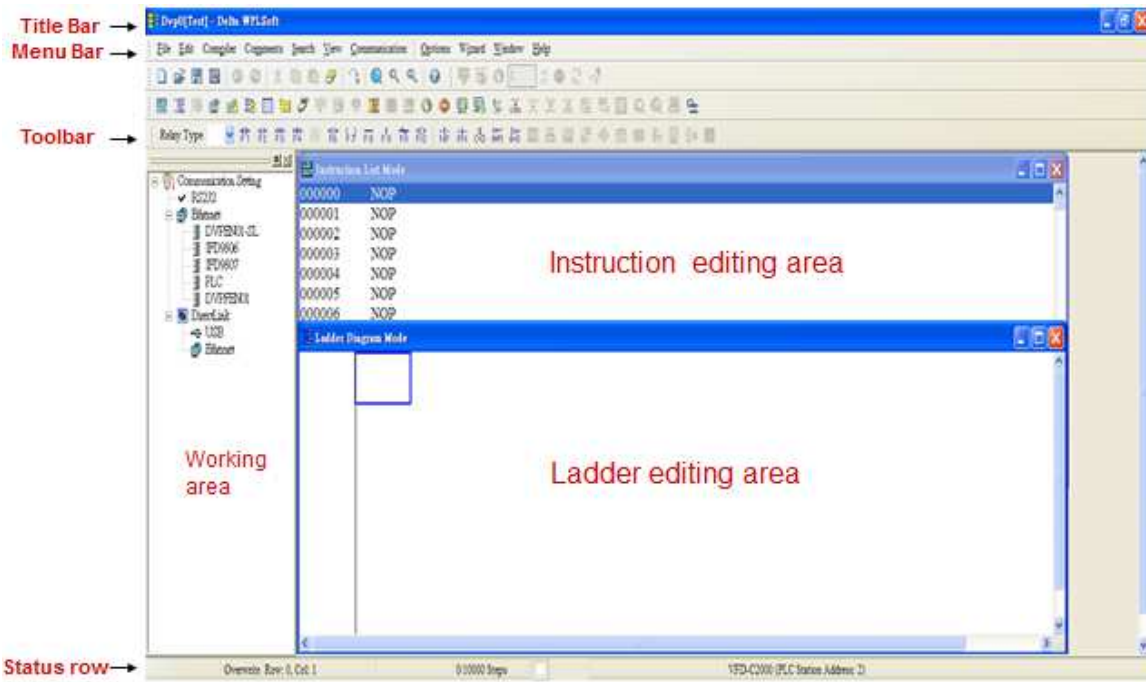 Title Bar
Dvp0[Test] - Delta WPLSoft
Menu Bar
File Edit Compiler Comments Search View Communication Options Wizard Window Help
Toolbar
Relay Type
Communication Setting
RS232
Ethernet
DVPEN01-SL
IFD9506
IFD9507
PLC
DVPFEN01
DirectLink
USB
Ethernet
Working
area
Instruction List Mode
000000 NOP
000001 NOP
000002 NOP
000003 NOP
000004 NOP
000005 NOP
000006 NOP
Instruction editing area
Ladder Diagram Mode
Ladder editing area
Status row
Overwrite Row: 0, Col: 1
0/10000 Steps
VFD-C2000 (PLC Station Address: 2)